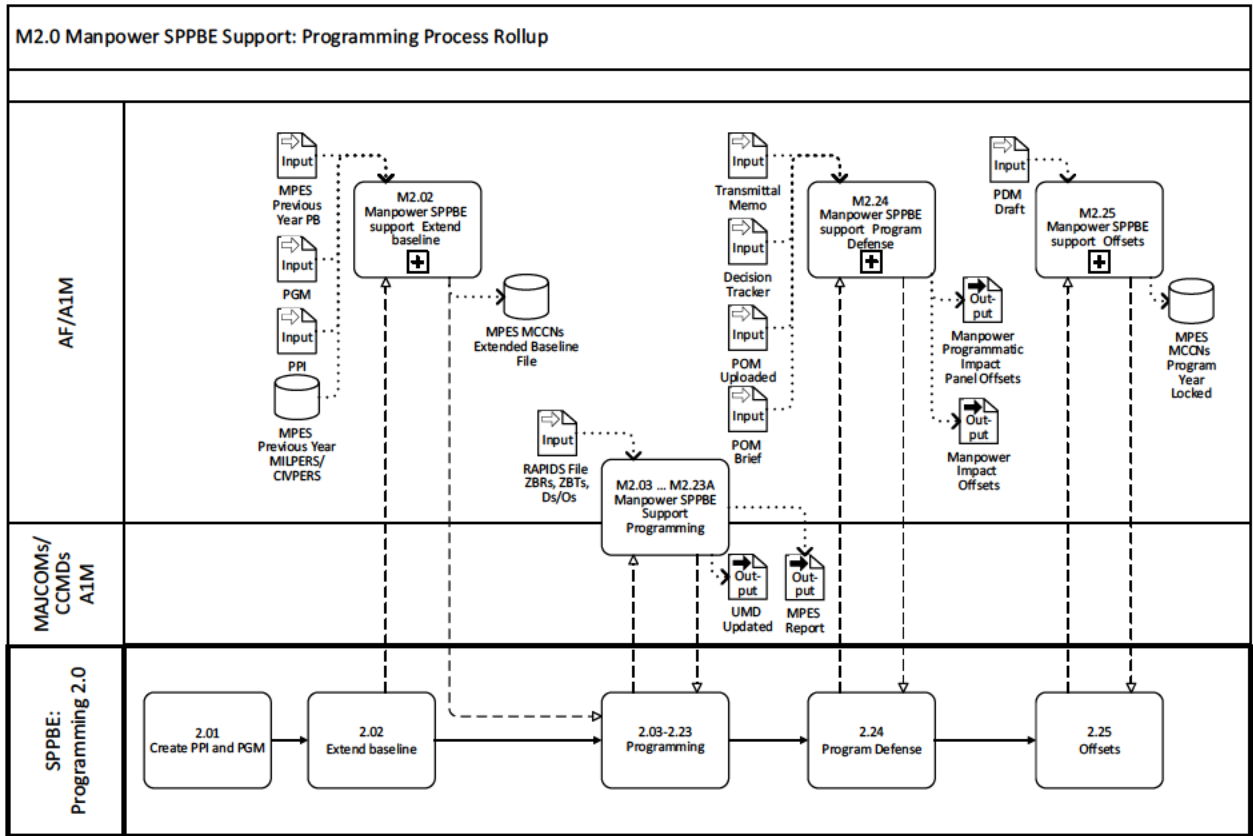 M2.0 Manpower SPPBE Support: Programming Process Rollup
AF/A1M
Input
MPES
Previous
Year PB
Input
PGM
Input
PPI
MPES
Previous Year
MILPERS/
CIVPERS
M2.02
Manpower SPPBE
support Extend
baseline
MPES MCCNs
Extended Baseline
File
Input
RAPIDS File
ZBRs, ZBTs,
Ds/Os
M2.03 ... M2.23A
Manpower SPPBE
Support
Programming
Input
Transmittal
Memo
Input
Decision
Tracker
Input
POM
Uploaded
Input
POM
Brief
M2.24
Manpower SPPBE
support Program
Defense
Out-
put
Manpower
Programmatic
Impact
Panel Offsets
Out-
put
Manpower
Impact
Offsets
Input
PDM
Draft
M2.25
Manpower SPPBE
support Offsets
MPES
MCCNs
Program
Year
Locked
MAJCOMs/
CCMDs
A1M
Out-
put
UMD
Updated
Out-
put
MPES
Report
SPPBE:
Programming 2.0
2.01
Create PPI and PGM
2.02
Extend baseline
2.03-2.23
Programming
2.24
Program Defense
2.25
Offsets